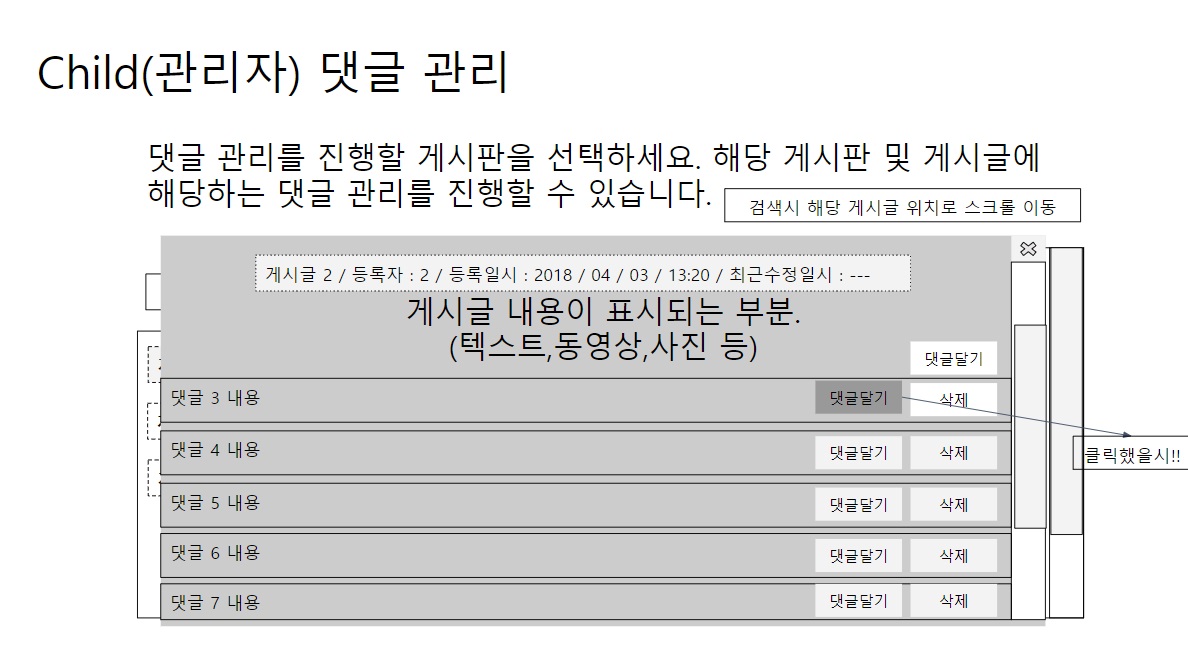 Child(관리자) 댓글 관리
댓글 관리를 진행할 게시판을 선택하세요. 해당 게시판 및 게시글에
해당하는 댓글 관리를 진행할 수 있습니다.
검색시 해당 게시글 위치로 스크롤 이동
게시글 2 / 등록자 : 2 / 등록일시 : 2018 / 04 / 03 / 13:20 / 최근수정일시 : ---
게시글 내용이 표시되는 부분.
(텍스트,동영상,사진 등)
댓글달기
댓글 3 내용 댓글달기 삭제
댓글 4 내용 댓글달기 삭제
클릭했을시!!
댓글 5 내용 댓글달기 삭제
댓글 6 내용 댓글달기 삭제
댓글 7 내용 댓글달기 삭제